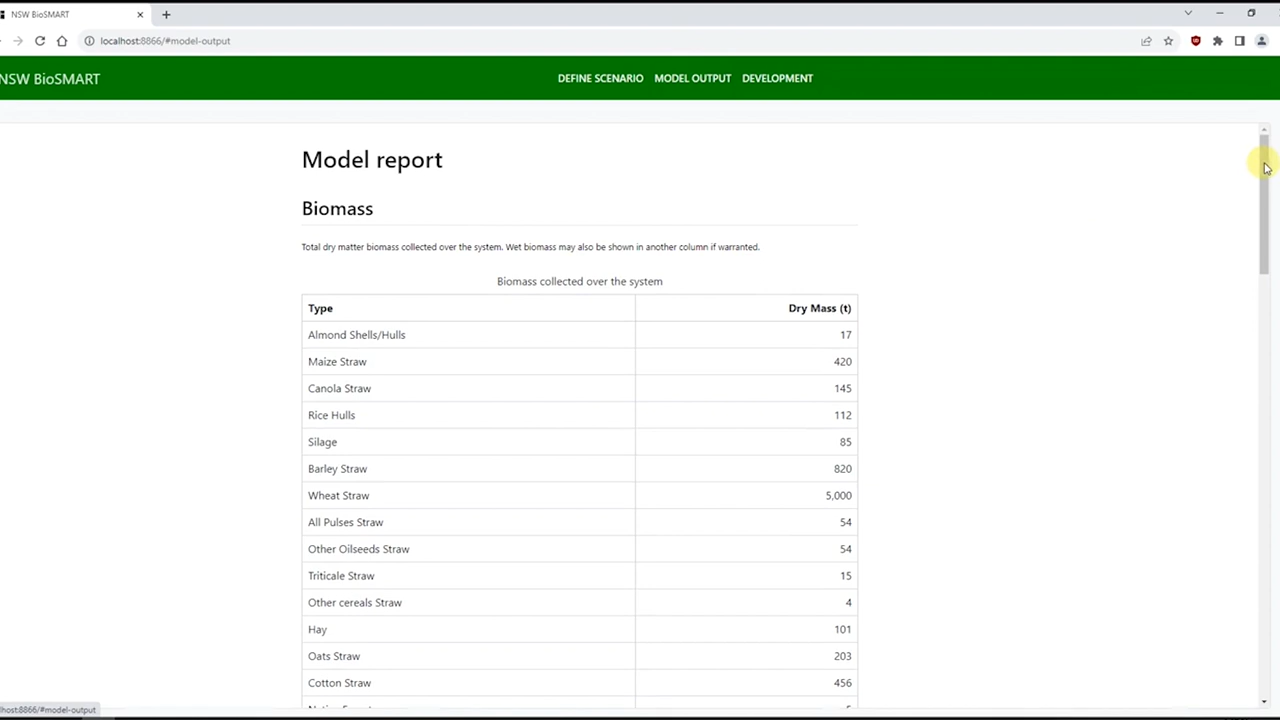 NSW BioSMART
localhost:8866/#model-output
NSW BioSMART
DEFINE SCENARIO MODEL OUTPUT DEVELOPMENT
Model report
Biomass
Total dry matter biomass collected over the system. Wet biomass may also be shown in another column if warranted.
Biomass collected over the system
Type Dry Mass (t)
Almond Shells/Hulls 17
Maize Straw 420
Canola Straw 145
Rice Hulls 112
Silage 85
Barley Straw 820
Wheat Straw 5,000
All Pulses Straw 54
Other Oilseeds Straw 54
Triticale Straw 15
Other cereals Straw 4
Hay 101
Oats Straw 203
Cotton Straw 456
lhost:8866/#model-output